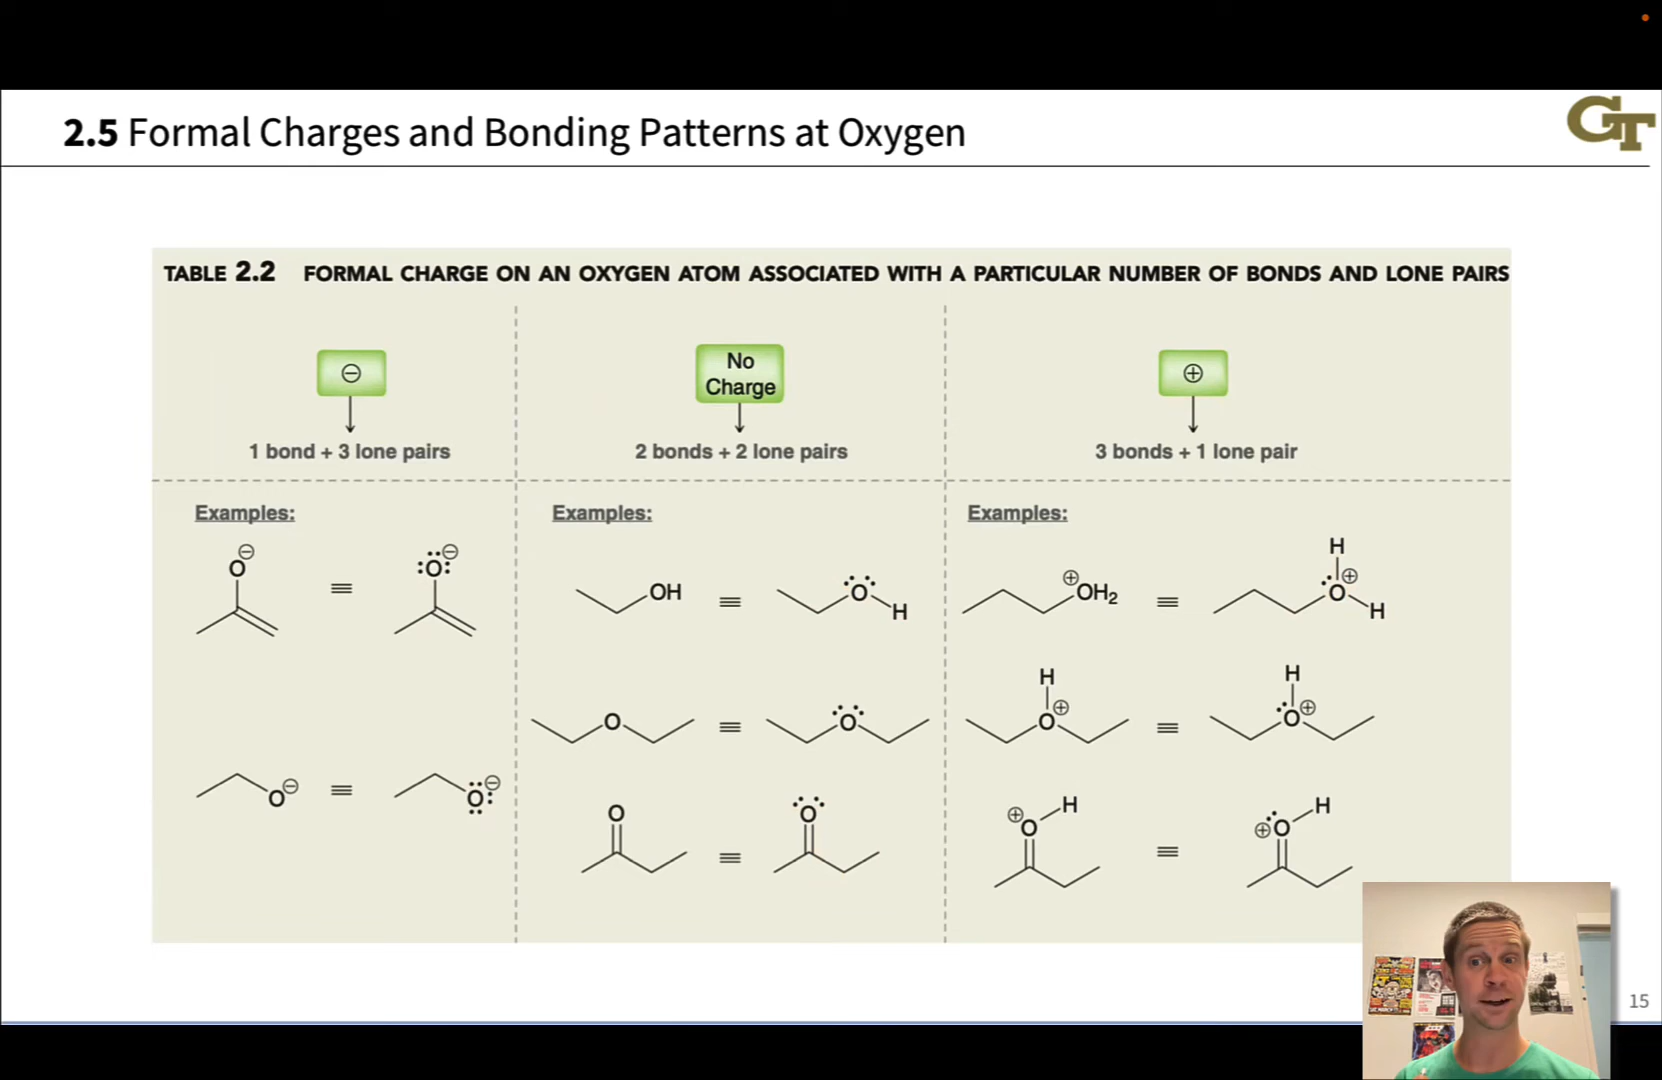 GT
2.5 Formal Charges and Bonding Patterns at Oxygen
TABLE 2.2 FORMAL CHARGE ON AN OXYGEN ATOM ASSOCIATED WITH A PARTICULAR NUMBER OF BONDS AND LONE PAIRS
⊖
1 bond + 3 lone pairs
Examples:
O⊖ ≡ O⊖
O⊖ ≡ O⊖
No
Charge
2 bonds + 2 lone pairs
Examples:
OH ≡ O H
O ≡ O
O ≡ O
⊕
3 bonds + 1 lone pair
Examples:
⊕
OH₂ ≡ H
O⊕
H
H
O⊕ ≡ H
O⊕
⊕ H
O ≡ H
⊕O
15